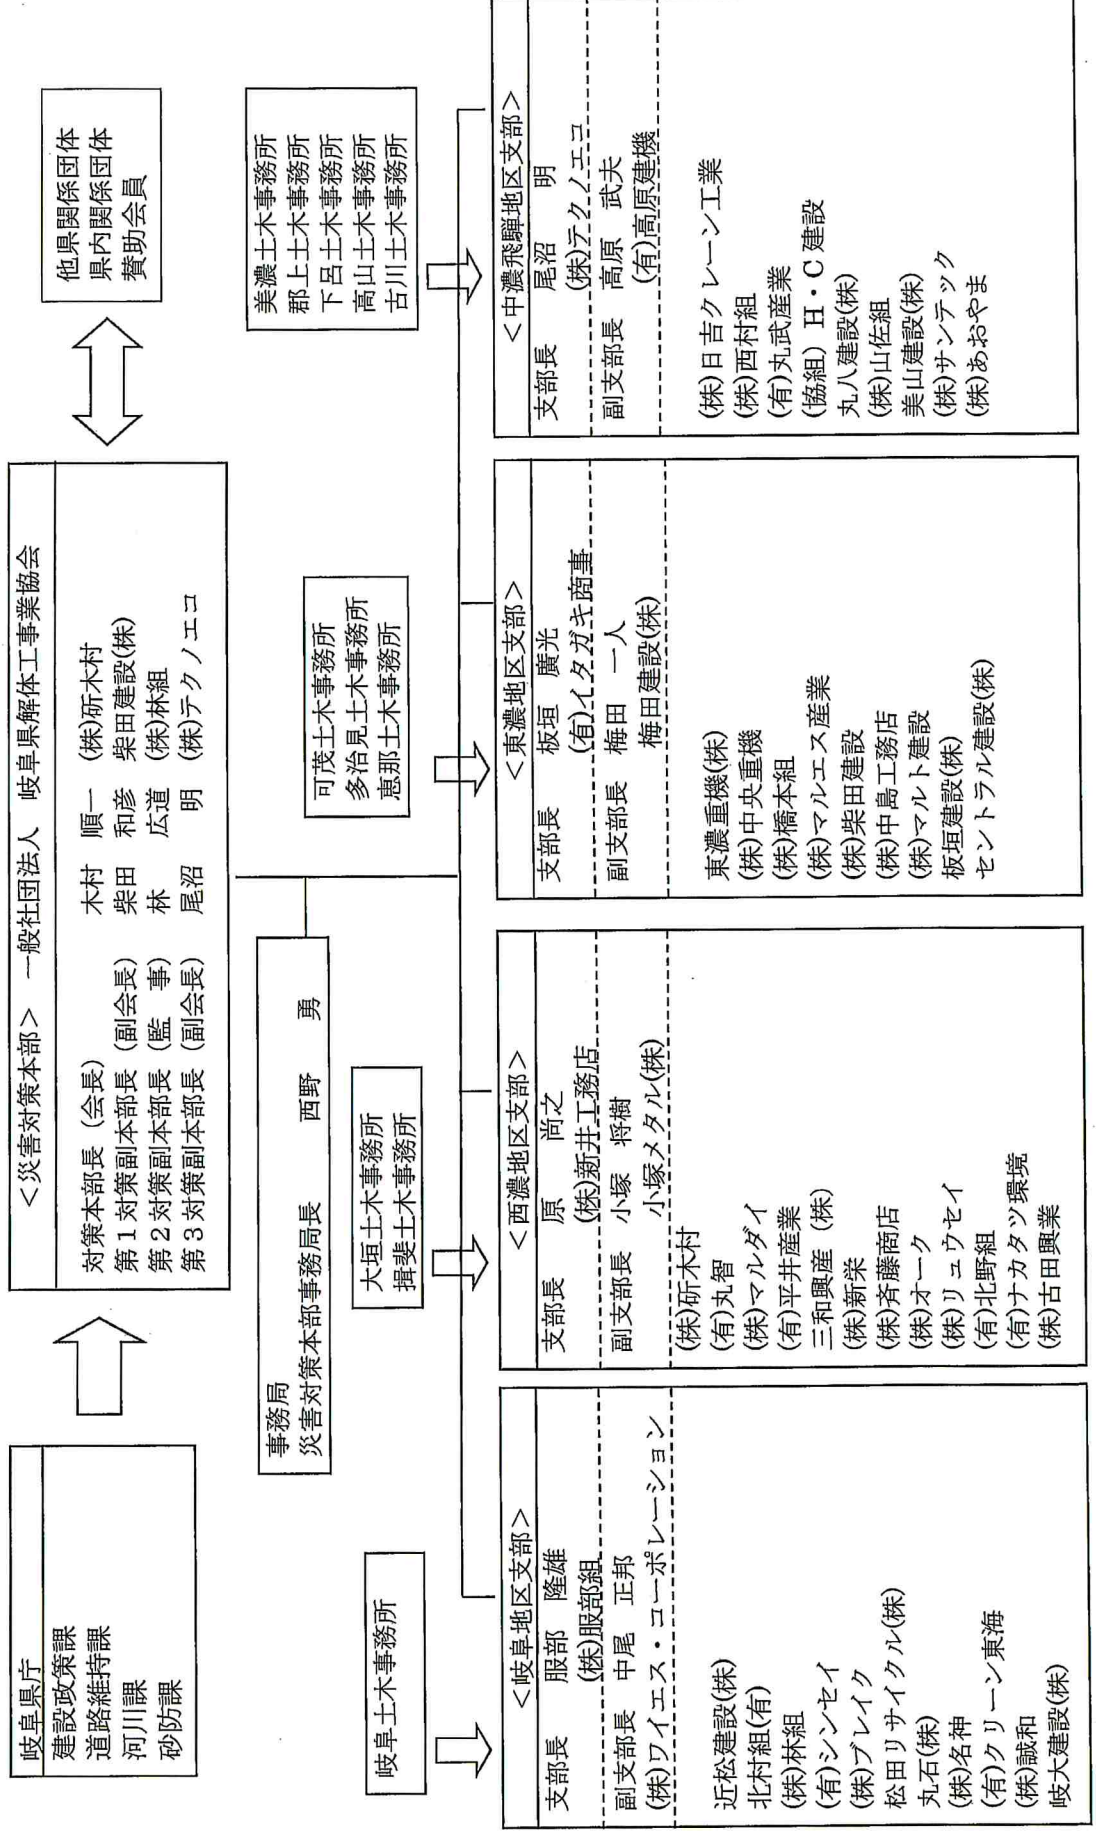 岐阜県庁
建設政策課
道路維持課
河川課
砂防課
＜災害対策本部＞　一般社団法人　岐阜県解体工事業協会
対策本部長（会長）　木村　順一　(株)斫木村
第１対策副本部長（副会長）　柴田　和彦　柴田建設(株)
第２対策副本部長（監　事）　林　広道　(株)林組
第３対策副本部長（副会長）　尾沼　明　(株)テクノエコ
他県関係団体
県内関係団体
賛助会員
事務局
災害対策本部事務局長　西野　勇
岐阜土木事務所
大垣土木事務所
揖斐土木事務所
可茂土木事務所
多治見土木事務所
恵那土木事務所
美濃土木事務所
郡上土木事務所
下呂土木事務所
高山土木事務所
古川土木事務所
＜岐阜地区支部＞
支部長　服部　隆雄
(株)服部組
副支部長　中尾　正邦
(株)ワイエス・コーポレーション
近松建設(株)
北村組(有)
(株)林組
(有)シンセイ
(株)ブレイク
松田リサイクル(株)
丸石(株)
(株)名神
(有)クリーン東海
(株)誠和
岐大建設(株)
＜西濃地区支部＞
支部長　原　尚之
(株)新井工務店
副支部長　小塚　将樹
小塚メタル(株)
(株)斫木村
(有)丸智
(株)マルダイ
(有)平井産業
三和興産（株)
(株)新栄
(株)斉藤商店
(株)オーク
(株)リュウセイ
(有)北野組
(有)ナカタツ環境
(株)古田興業
＜東濃地区支部＞
支部長　板垣　廣光
(有)イタガキ商事
副支部長　梅田　一人
梅田建設(株)
東濃重機(株)
(株)中央重機
(株)橋本組
(株)マルエス産業
(株)柴田建設
(株)中島工務店
(株)マルト建設
板垣建設(株)
セントラル建設(株)
＜中濃飛騨地区支部＞
支部長　尾沼　明
(株)テクノエコ
副支部長　高原　武夫
(有)高原建機
(株)日吉クレーン工業
(株)西村組
(有)丸武産業
(協組）Ｈ・Ｃ建設
丸八建設(株)
(株)山佐組
美山建設(株)
(株)サンテック
(株)あおやま